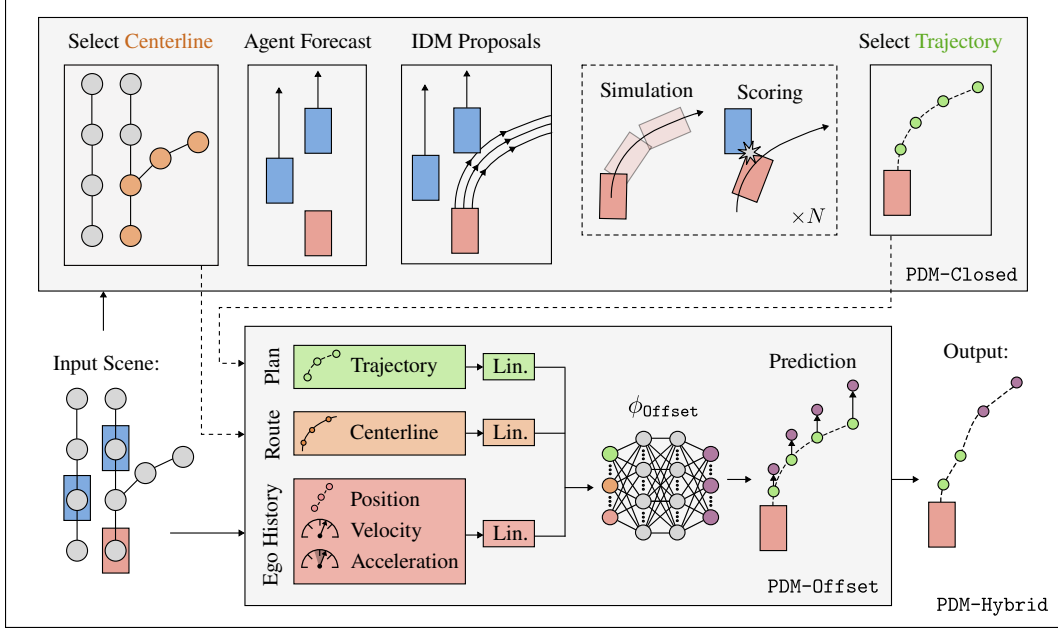 Select Centerline
Agent Forecast
IDM Proposals
Select Trajectory
Simulation
Scoring
×N
PDM-Closed
Input Scene:
Plan
Trajectory
Lin.
Route
Centerline
Lin.
Ego History
Position
Velocity
Acceleration
Lin.
ϕOffset
Prediction
PDM-Offset
Output:
PDM-Hybrid